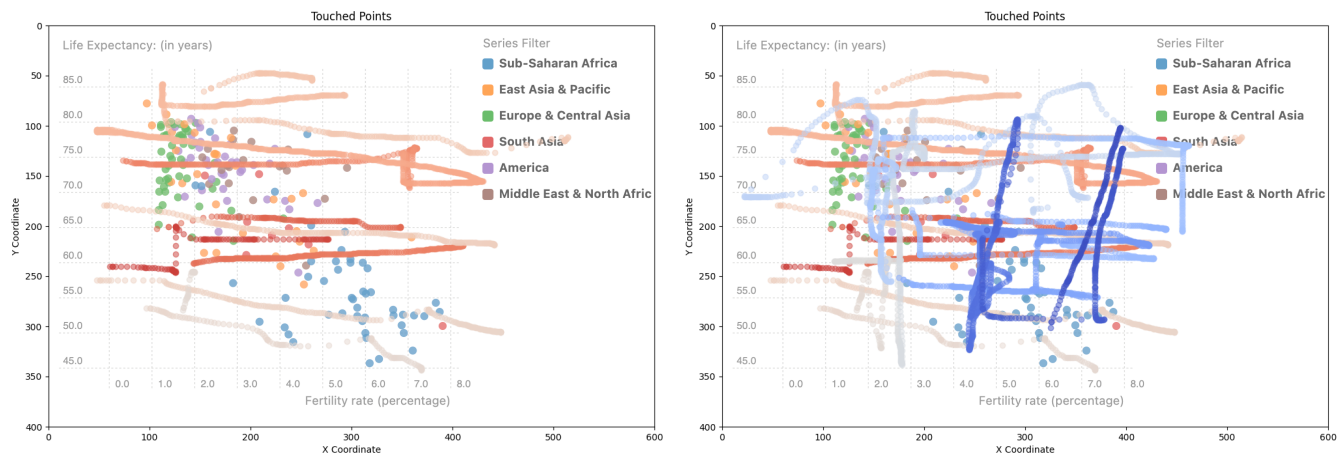 Touched Points
0
50
100
150
200
250
300
350
400
Y Coordinate
Life Expectancy: (in years)
85.0
80.0
75.0
70.0
65.0
60.0
55.0
50.0
45.0
Series Filter
Sub-Saharan Africa
East Asia & Pacific
Europe & Central Asia
South Asia
America
Middle East & North Afric
0.0 1.0 2.0 3.0 4.0 5.0 6.0 7.0 8.0
Fertility rate (percentage)
0 100 200 300 400 500 600
X Coordinate
Touched Points
0
50
100
150
200
250
300
350
400
Y Coordinate
Life Expectancy: (in years)
85.0
80.0
75.0
70.0
65.0
60.0
55.0
50.0
45.0
Series Filter
Sub-Saharan Africa
East Asia & Pacific
Europe & Central Asia
South Asia
America
Middle East & North Afric
0.0 1.0 2.0 3.0 4.0 5.0 6.0 7.0 8.0
Fertility rate (percentage)
0 100 200 300 400 500 600
X Coordinate